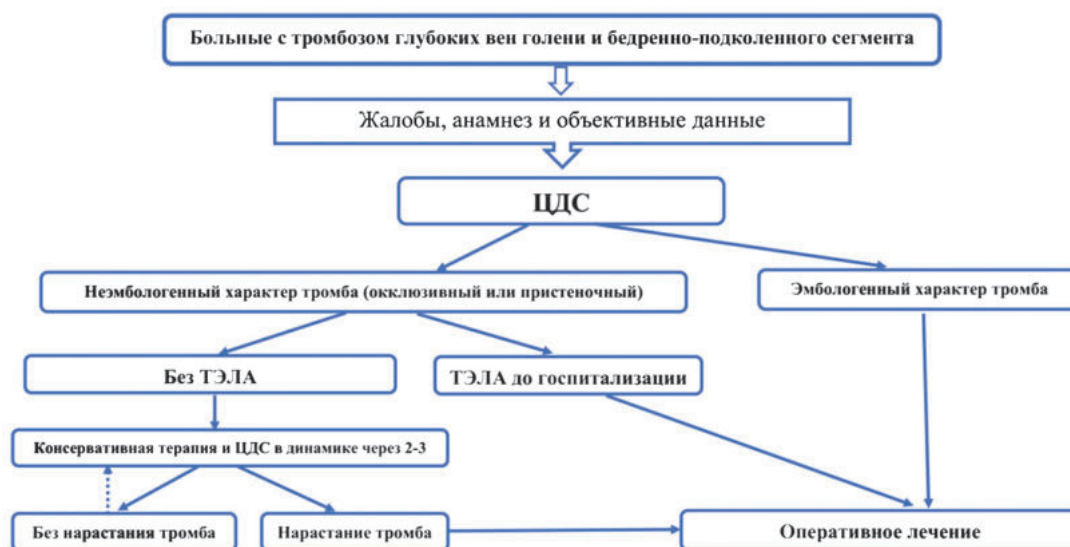 Больные с тромбозом глубоких вен голени и бедренно-подколенного сегмента
Жалобы, анамнез и объективные данные
ЦДС
Неэмбологенный характер тромба (окклюзивный или пристеночный)
Эмбологенный характер тромба
Без ТЭЛА
ТЭЛА до госпитализации
Консервативная терапия и ЦДС в динамике через 2-3
Без нарастания тромба
Нарастание тромба
Оперативное лечение